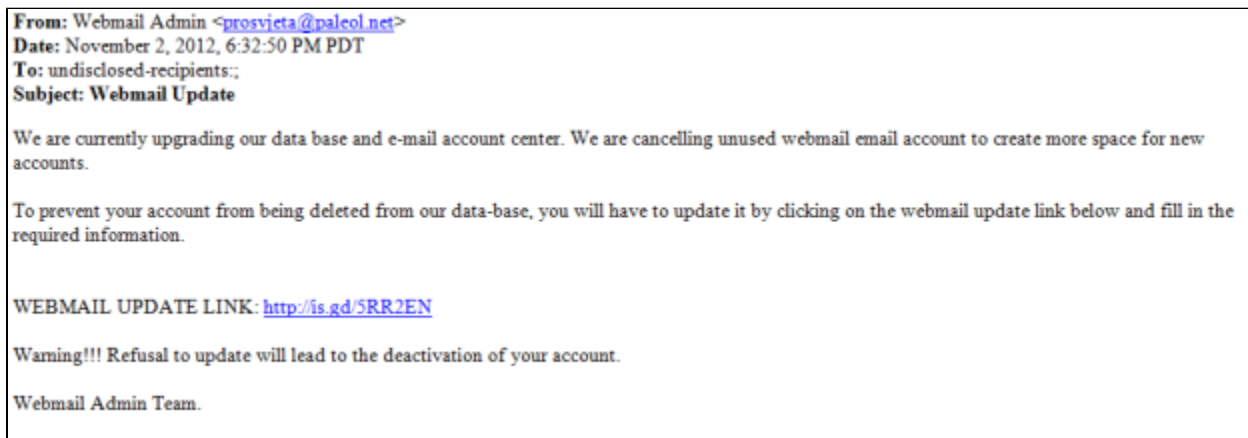 From: Webmail Admin <prosvjeta@paleol.net>
Date: November 2, 2012, 6:32:50 PM PDT
To: undisclosed-recipients:;
Subject: Webmail Update
We are currently upgrading our data base and e-mail account center. We are cancelling unused webmail email account to create more space for new
accounts.
To prevent your account from being deleted from our data-base, you will have to update it by clicking on the webmail update link below and fill in the
required information.
WEBMAIL UPDATE LINK: http://is.gd/5RR2EN
Warning!!! Refusal to update will lead to the deactivation of your account.
Webmail Admin Team.